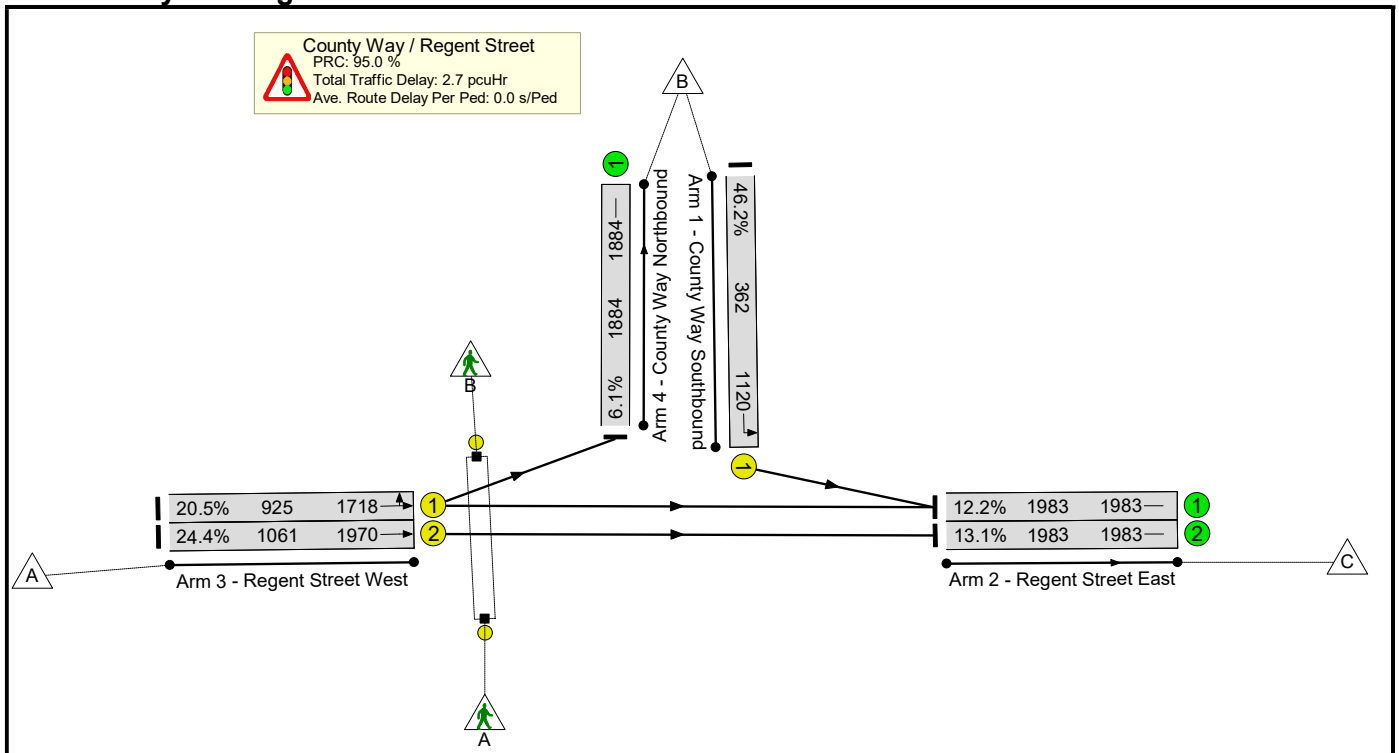 County Way / Regent Street
PRC: 95.0 %
Total Traffic Delay: 2.7 pcuHr
Ave. Route Delay Per Ped: 0.0 s/Ped
B
1
6.1% 1884 1884
Arm 4 - County Way Northbound
Arm 1 - County Way Southbound
46.2% 362 1120
1
B
20.5% 925 1718
1
24.4% 1061 1970
2
A
Arm 3 - Regent Street West
12.2% 1983 1983
1
13.1% 1983 1983
2
Arm 2 - Regent Street East
C
A